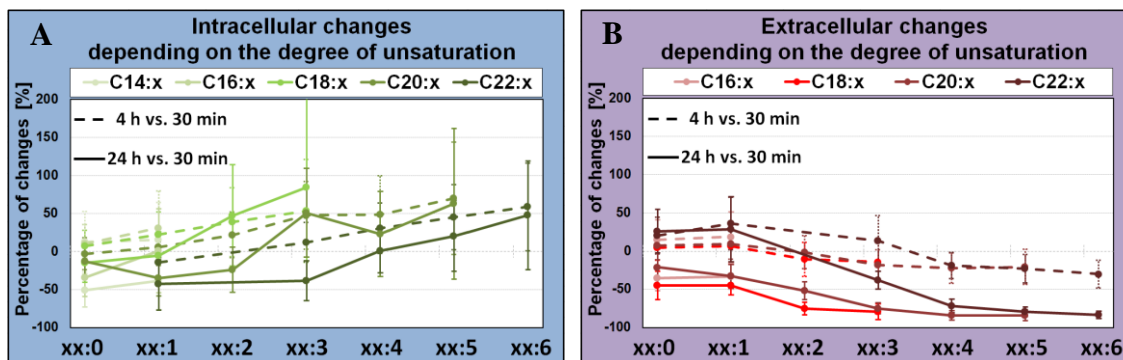 A
Intracellular changes
depending on the degree of unsaturation
C14:x C16:x C18:x C20:x C22:x
Percentage of changes [%]
200
150
100
50
0
-50
-100
4 h vs. 30 min
24 h vs. 30 min
xx:0 xx:1 xx:2 xx:3 xx:4 xx:5 xx:6
B
Extracellular changes
depending on the degree of unsaturation
C16:x C18:x C20:x C22:x
Percentage of changes [%]
200
150
100
50
0
-50
-100
4 h vs. 30 min
24 h vs. 30 min
xx:0 xx:1 xx:2 xx:3 xx:4 xx:5 xx:6